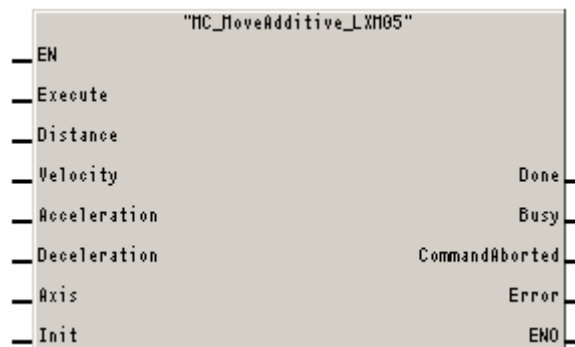 "MC_MoveAdditive_LXM05"
EN
Execute
Distance
Velocity Done
Acceleration Busy
Deceleration CommandAborted
Axis Error
Init ENO